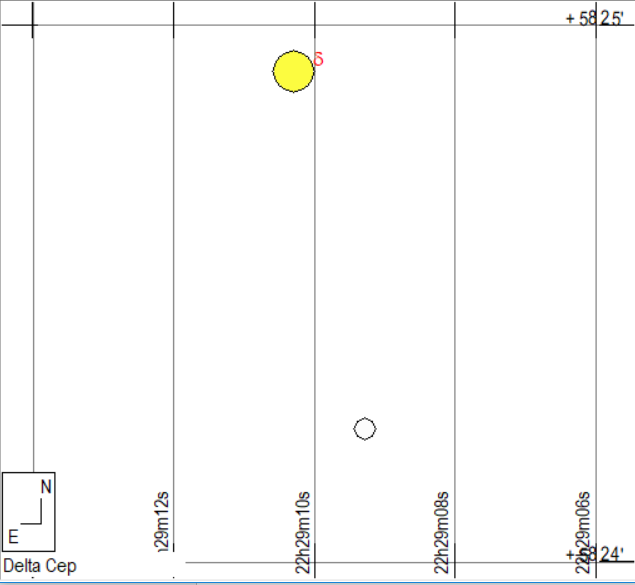 + 58 25'
δ
N
E
Delta Cep
29m12s
22h29m10s
22h29m08s
22h29m06s
+58 24'